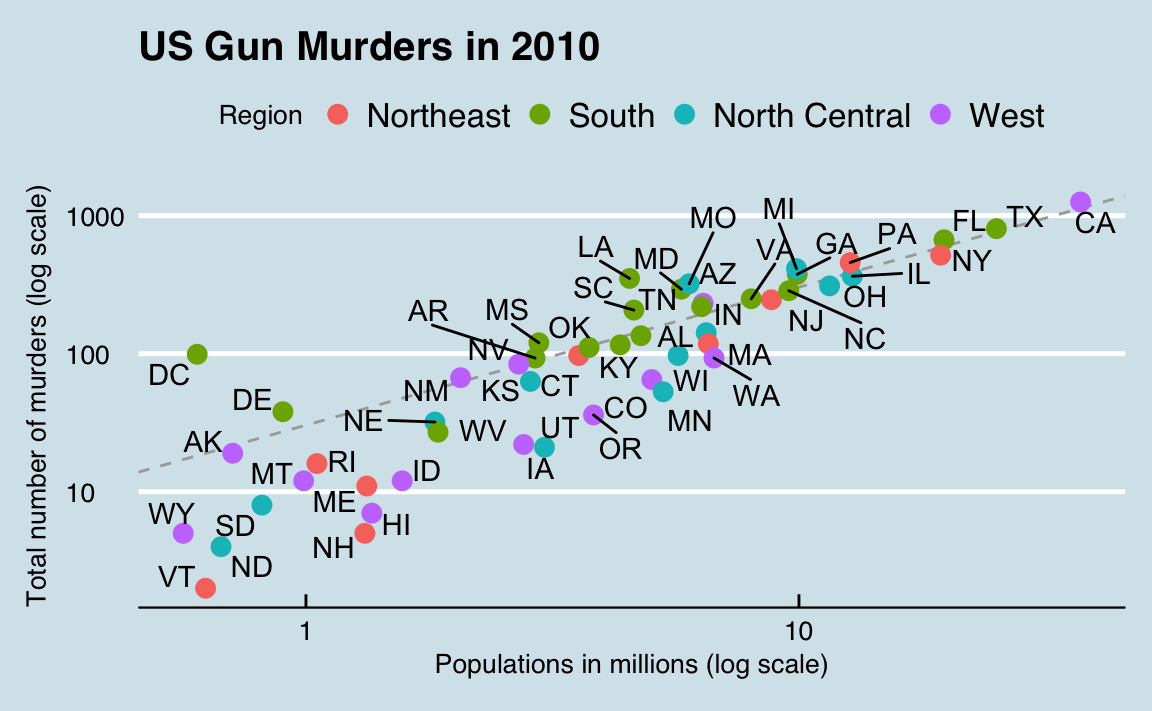 US Gun Murders in 2010
Region Northeast South North Central West
Total number of murders (log scale)
1000
100
10
MO MI
LA MD VA GA PA FL TX CA
SC TN AZ IL NY
AR MS OK IN OH
NV AL NJ NC
DC KY MA
NM KS CT WI WA
DE NE CO
WV UT MN
AK OR
MT RI ID IA
ME
WY SD HI
NH
VT ND
1 10
Populations in millions (log scale)